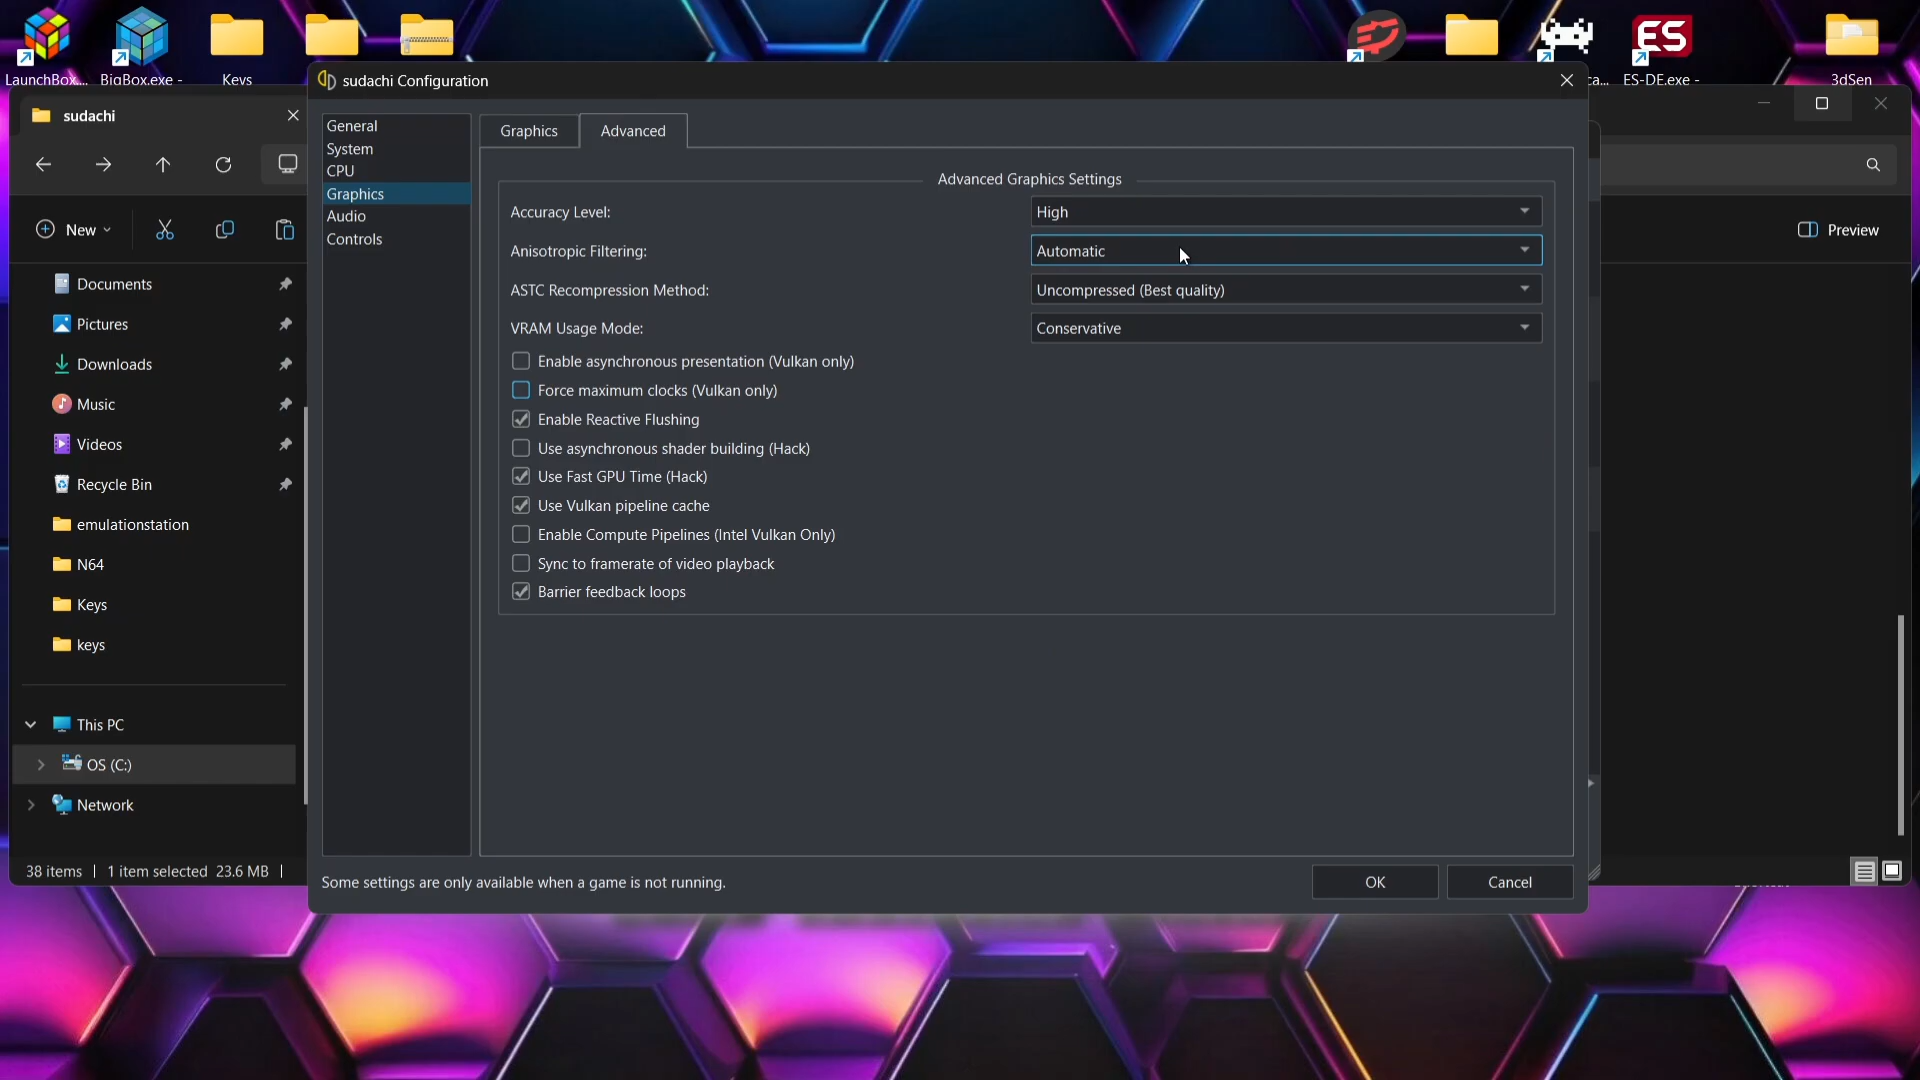 LaunchBox...
BigBox.exe -
Keys
ca...
ES
ES-DE.exe -
3dSen
sudachi
New
Documents
Pictures
Downloads
Music
Videos
Recycle Bin
emulationstation
N64
Keys
keys
This PC
OS (C:)
Network
38 items
1 item selected 23.6 MB
sudachi Configuration
General
System
CPU
Graphics
Audio
Controls
Graphics
Advanced
Advanced Graphics Settings
Accuracy Level:
High
Anisotropic Filtering:
Automatic
ASTC Recompression Method:
Uncompressed (Best quality)
VRAM Usage Mode:
Conservative
Enable asynchronous presentation (Vulkan only)
Force maximum clocks (Vulkan only)
Enable Reactive Flushing
Use asynchronous shader building (Hack)
Use Fast GPU Time (Hack)
Use Vulkan pipeline cache
Enable Compute Pipelines (Intel Vulkan Only)
Sync to framerate of video playback
Barrier feedback loops
Some settings are only available when a game is not running.
OK
Cancel
Preview